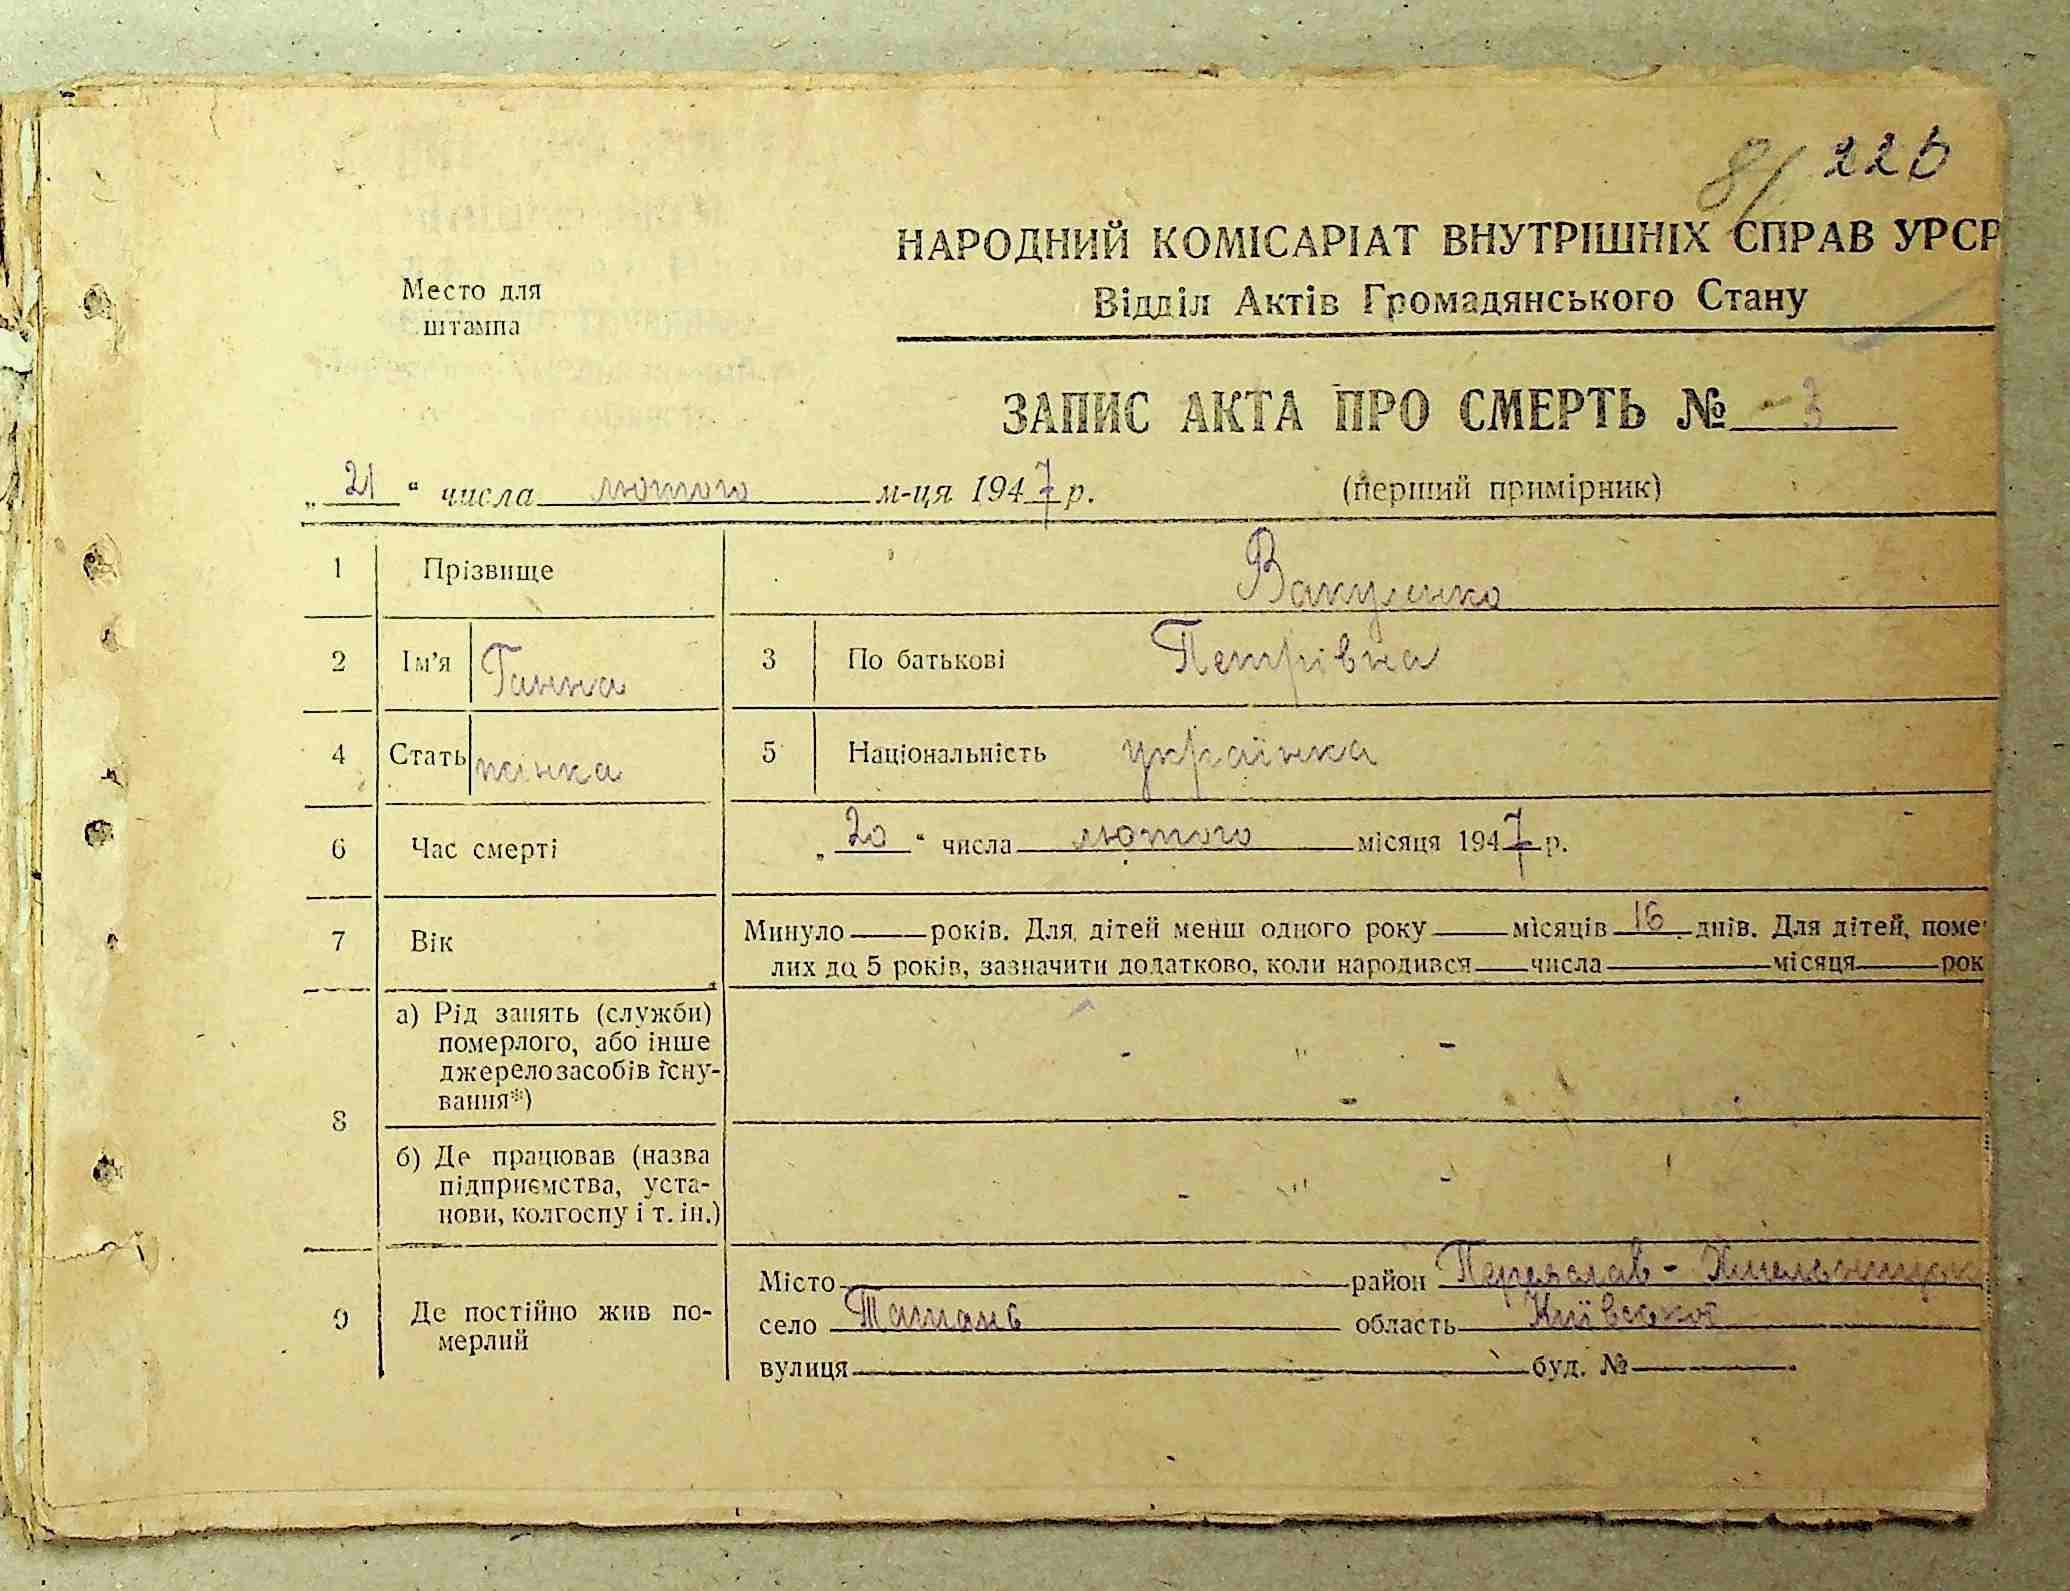 8/ 226
НАРОДНИЙ КОМІСАРІАТ ВНУТРІШНІХ СПРАВ УРСР
Відділ Актів Громадянського Стану
Место для
штампа
ЗАПИС АКТА ПРО СМЕРТЬ № 3
„21“ числа лютого м-ця 1947 р. (перший примірник)
1 Прізвище Вакуленко
2 Ім'я Ганна 3 По батькові Петрівна
4 Стать жінка 5 Національність українка
6 Час смерті „20“ числа лютого місяця 1947 р.
7 Вік Минуло — років. Для дітей менш одного року — місяців 16 днів. Для дітей, поме-
лих до 5 років, зазначити додатково, коли народився — числа — місяця — рок
8 а) Рід занять (служби)
померлого, або інше
джерело засобів існу-
вання*)
- " -
б) Де працював (назва
підприємства, уста-
нови, колгоспу і т. ін.)
- " -
9 Де постійно жив по-
мерлий
Місто район Переяслав-Хмельницьк
село Ташань область Київської
вулиця буд. №